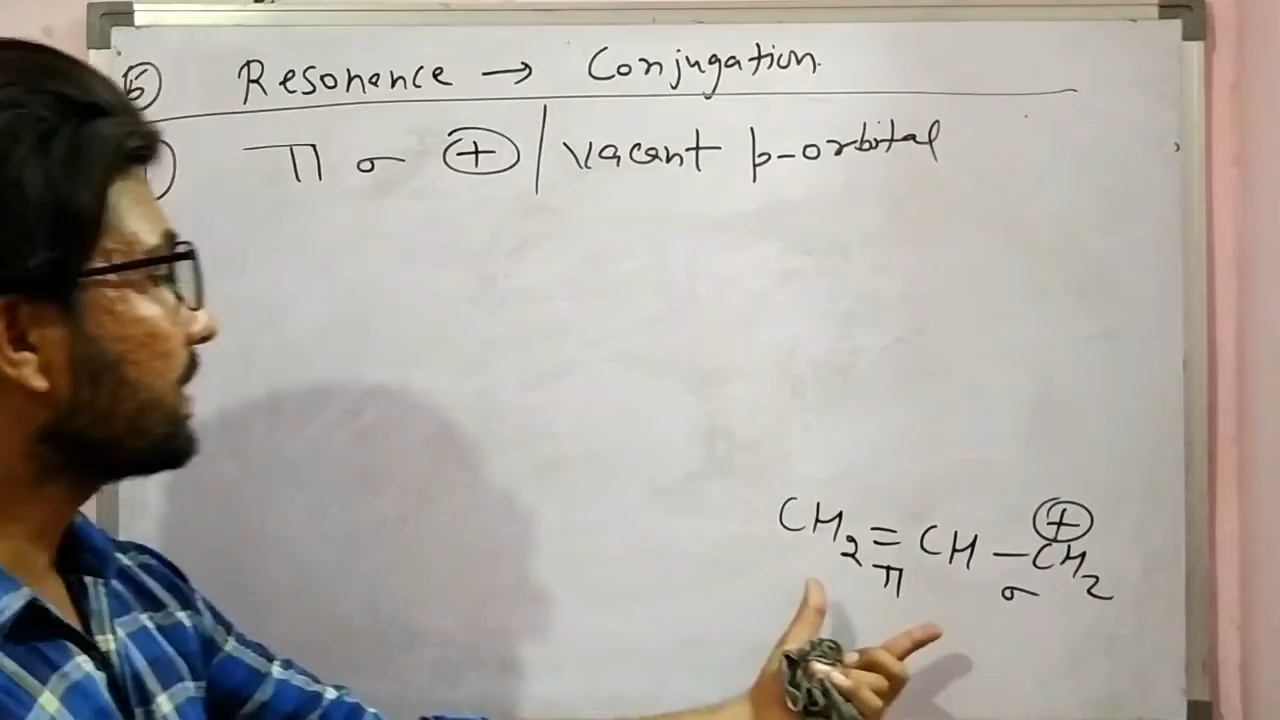 ⑤ Resonance → Conjugation
π σ ⊕ / vacant p-orbital
CH₂ = CH – CH₂
⊕
π σ